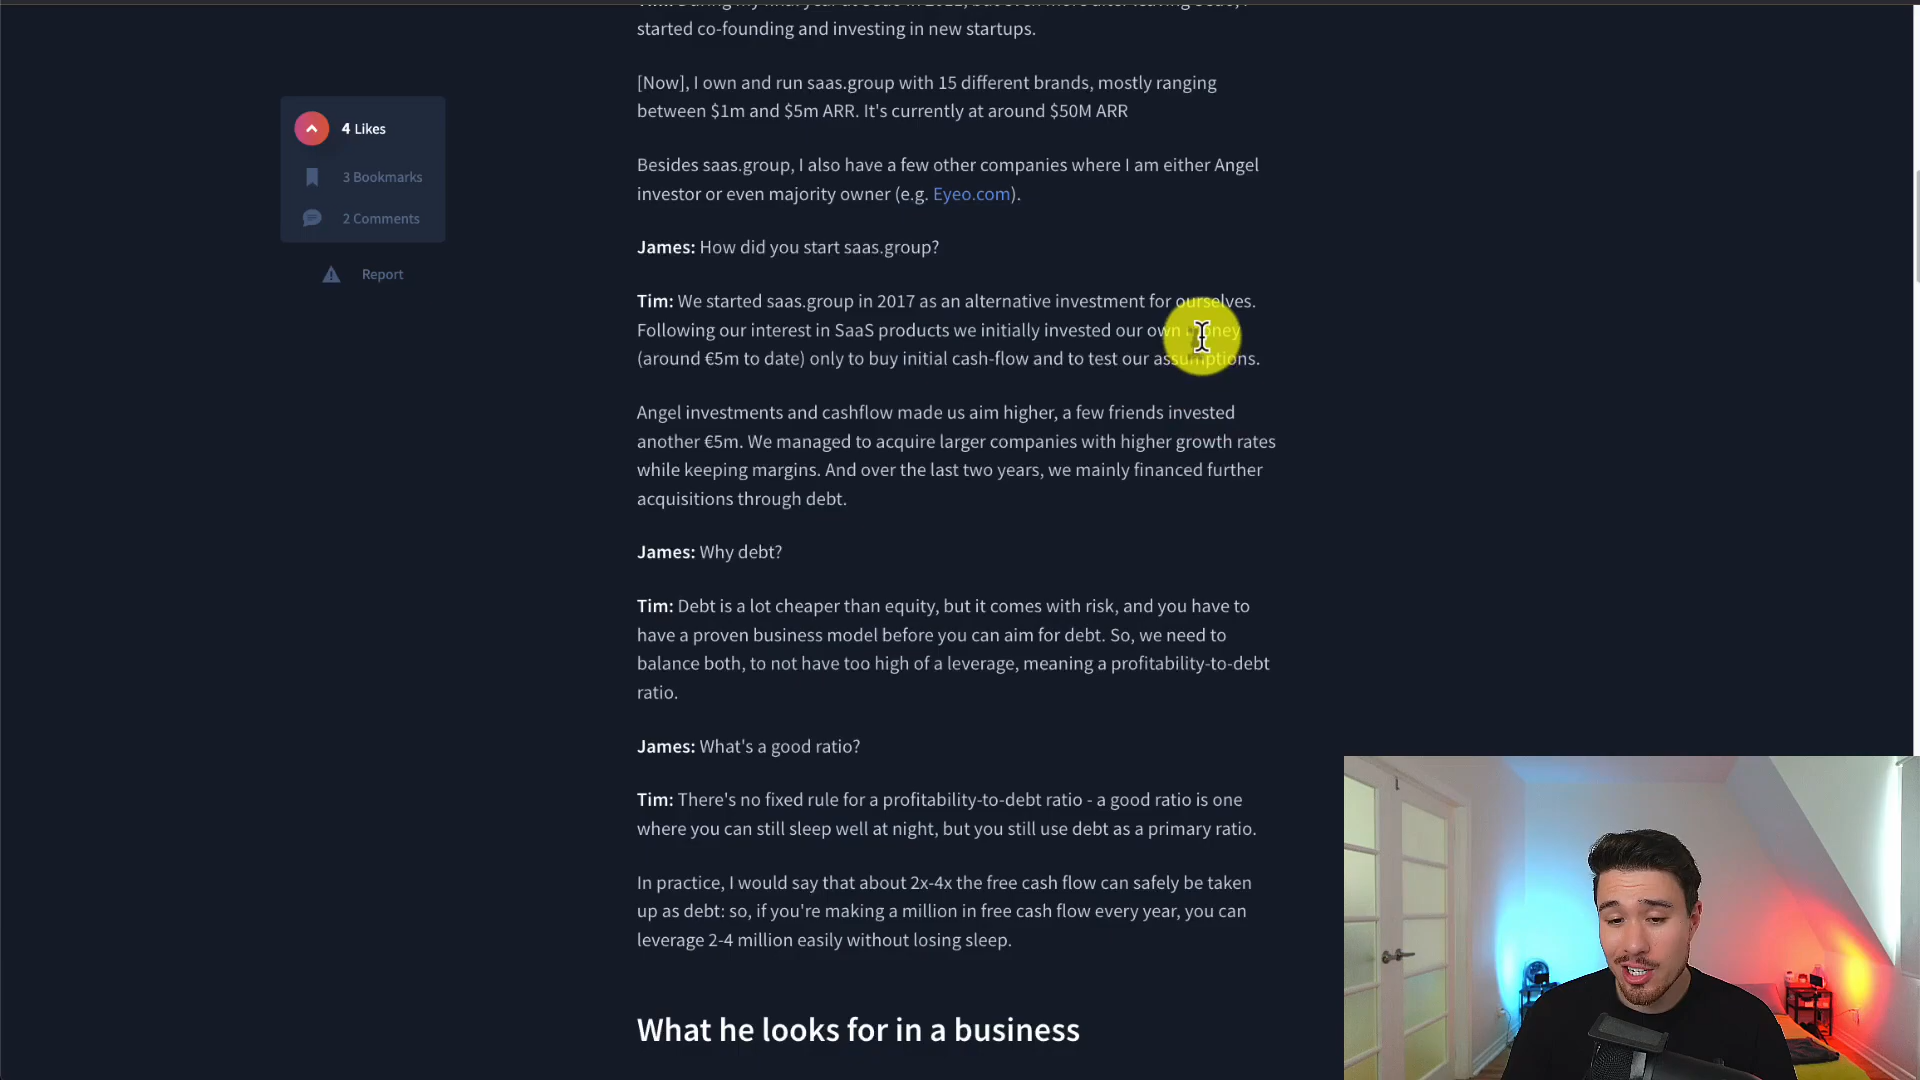 started co-founding and investing in new startups.
[Now], I own and run saas.group with 15 different brands, mostly ranging
between $1m and $5m ARR. It's currently at around $50M ARR
4 Likes
3 Bookmarks
2 Comments
Report
Besides saas.group, I also have a few other companies where I am either Angel
investor or even majority owner (e.g. Eyeo.com).
James: How did you start saas.group?
Tim: We started saas.group in 2017 as an alternative investment for ourselves.
Following our interest in SaaS products we initially invested our own money
(around €5m to date) only to buy initial cash-flow and to test our assumptions.
Angel investments and cashflow made us aim higher, a few friends invested
another €5m. We managed to acquire larger companies with higher growth rates
while keeping margins. And over the last two years, we mainly financed further
acquisitions through debt.
James: Why debt?
Tim: Debt is a lot cheaper than equity, but it comes with risk, and you have to
have a proven business model before you can aim for debt. So, we need to
balance both, to not have too high of a leverage, meaning a profitability-to-debt
ratio.
James: What's a good ratio?
Tim: There's no fixed rule for a profitability-to-debt ratio - a good ratio is one
where you can still sleep well at night, but you still use debt as a primary ratio.
In practice, I would say that about 2x-4x the free cash flow can safely be taken
up as debt: so, if you're making a million in free cash flow every year, you can
leverage 2-4 million easily without losing sleep.
What he looks for in a business